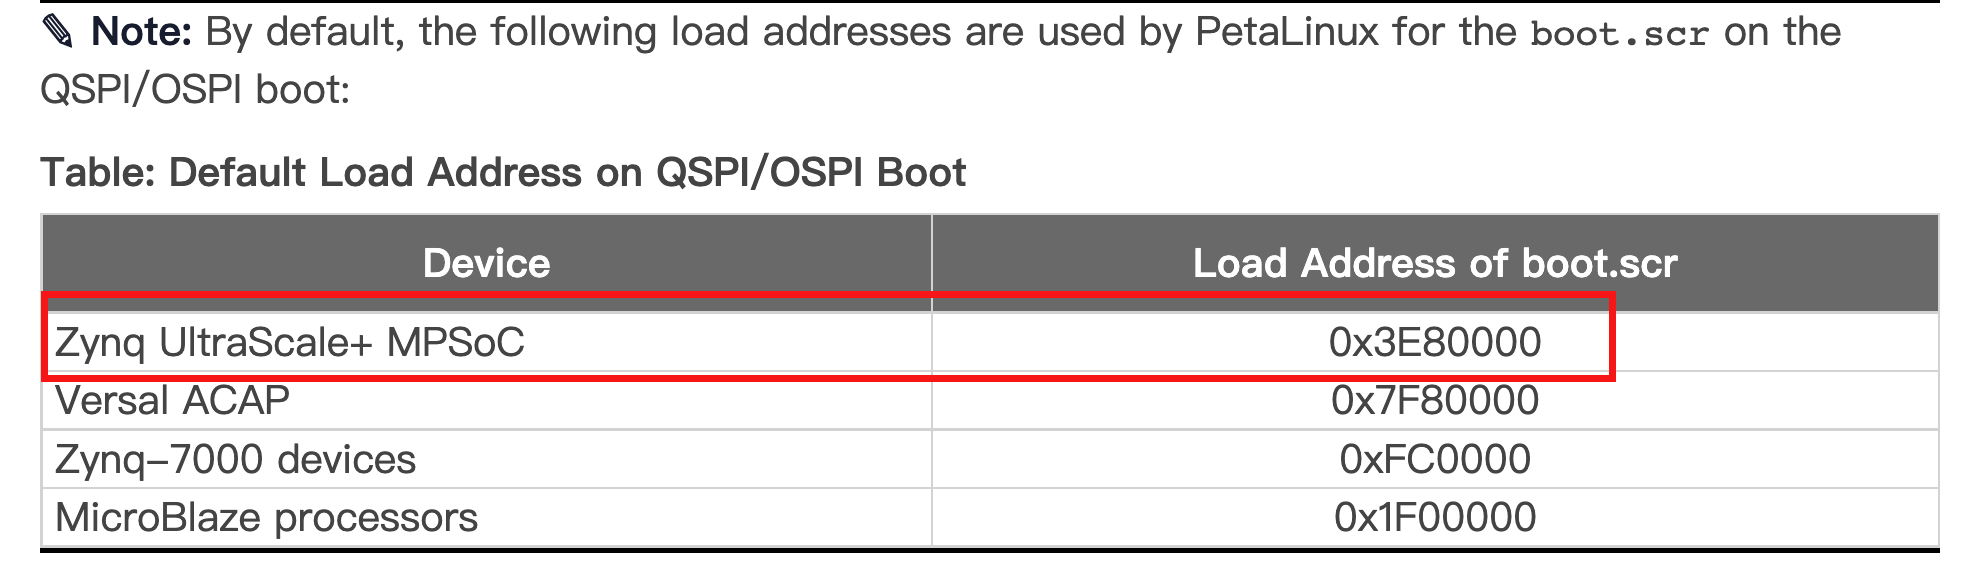 Note: By default, the following load addresses are used by PetaLinux for the boot.scr on the
QSPI/OSPI boot:
Table: Default Load Address on QSPI/OSPI Boot
Device Load Address of boot.scr
Zynq UltraScale+ MPSoC 0x3E80000
Versal ACAP 0x7F80000
Zynq–7000 devices 0xFC0000
MicroBlaze processors 0x1F00000